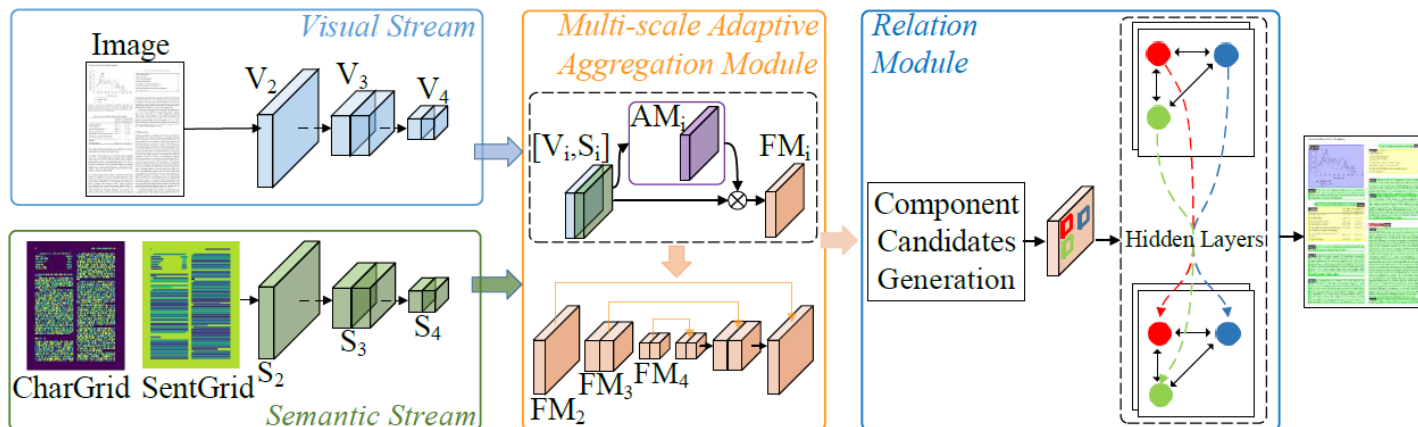 Visual Stream
Image
V2
V3
V4
CharGrid
SentGrid
S2
S3
S4
Semantic Stream
Multi-scale Adaptive
Aggregation Module
[Vi,Si]
AMi
FMi
FM2
FM3
FM4
Relation
Module
Component
Candidates
Generation
Hidden Layers